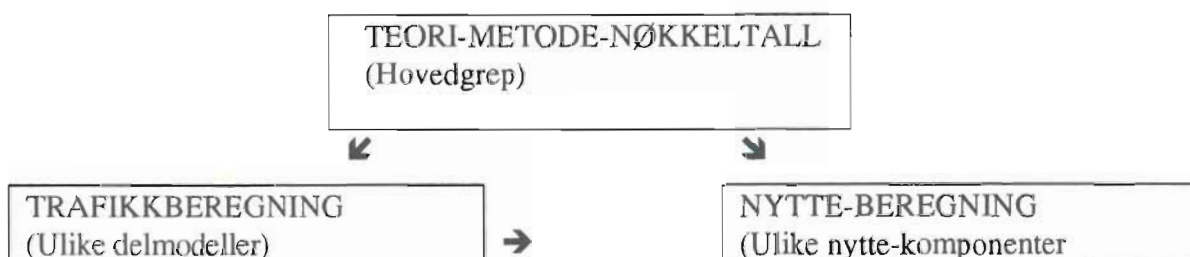 TEORI-METODE-NØKKELTALL
(Hovedgrep)
TRAFIKKBEREGNING
(Ulike delmodeller)
NYTTE-BEREGNING
(Ulike nytte-komponenter